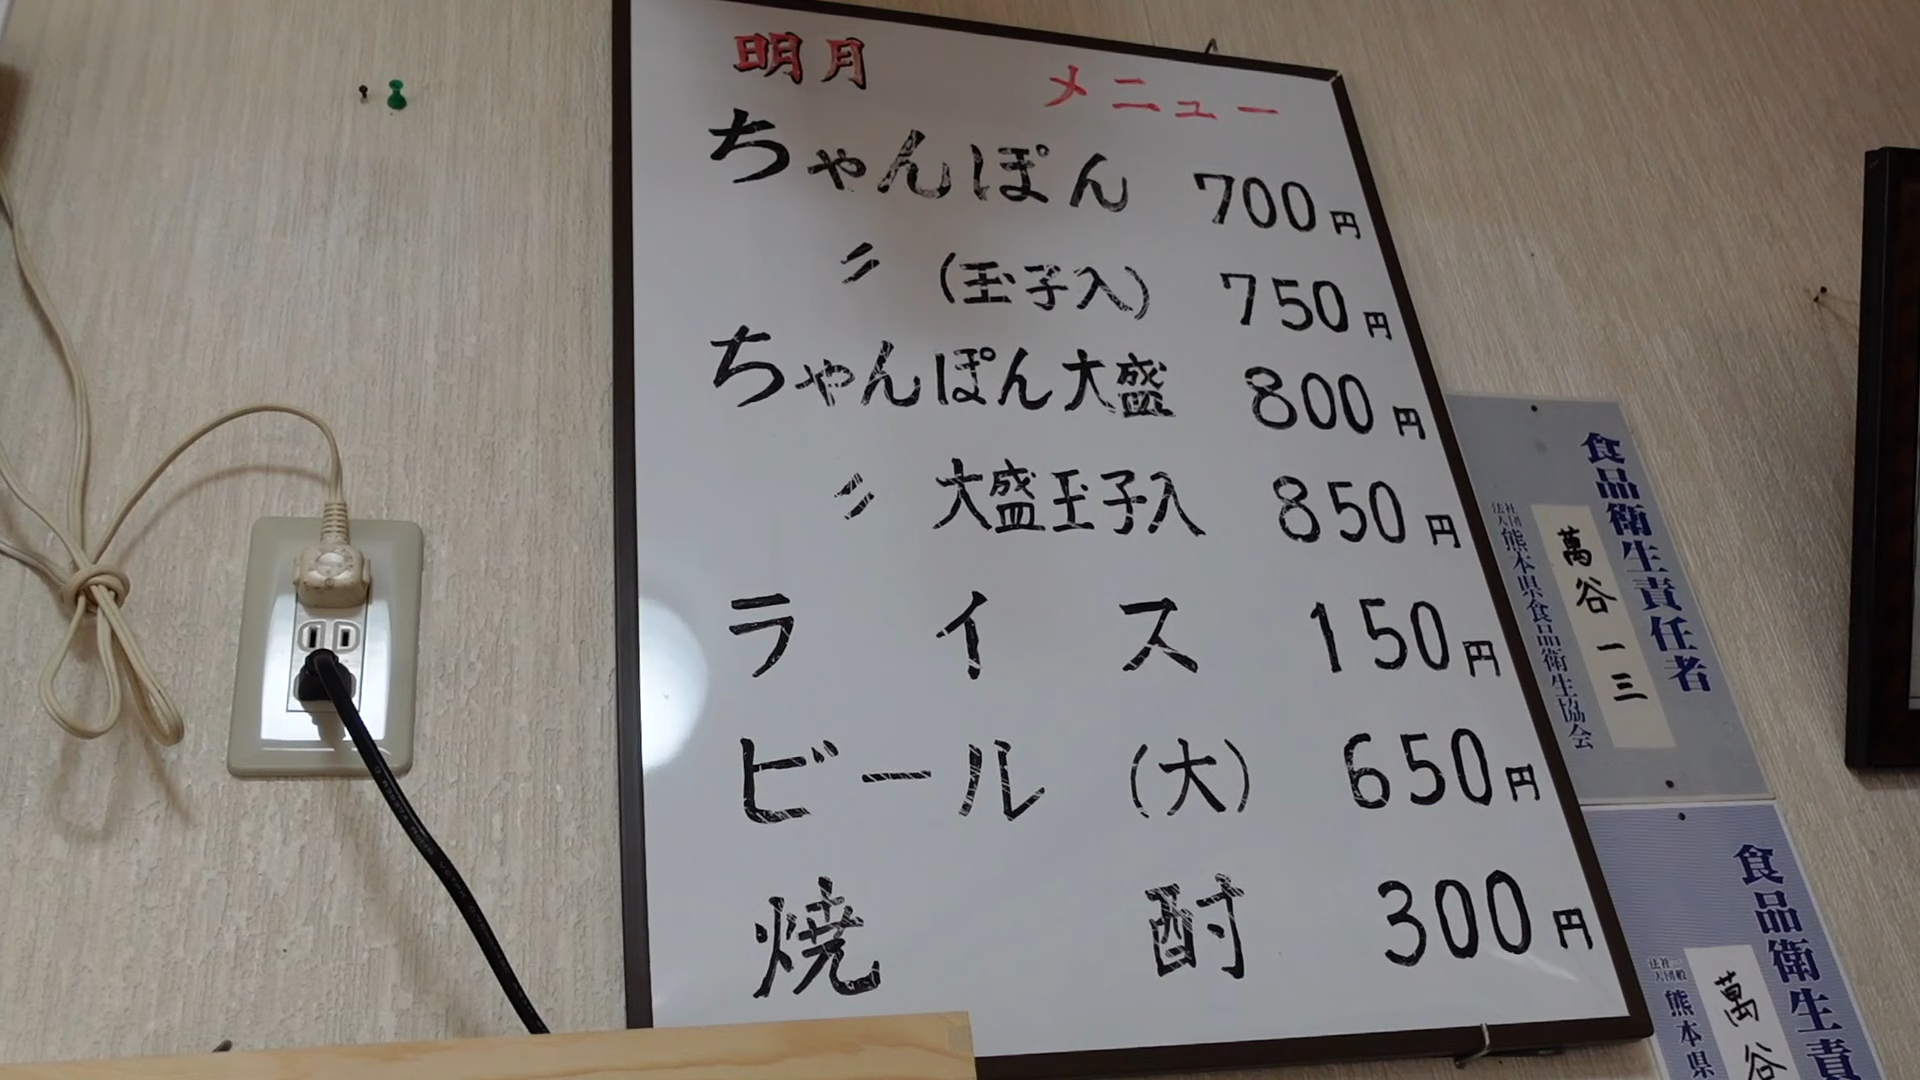 明月 メニュー
ちゃんぽん 700円
〃 (玉子入) 750円
ちゃんぽん大盛 800円
〃 大盛玉子入 850円
ライス 150円
ビール (大) 650円
焼酎 300円
食品衛生責任者
萬谷一三
社団法人 熊本県食品衛生協会
食品衛生責
萬谷
熊本県